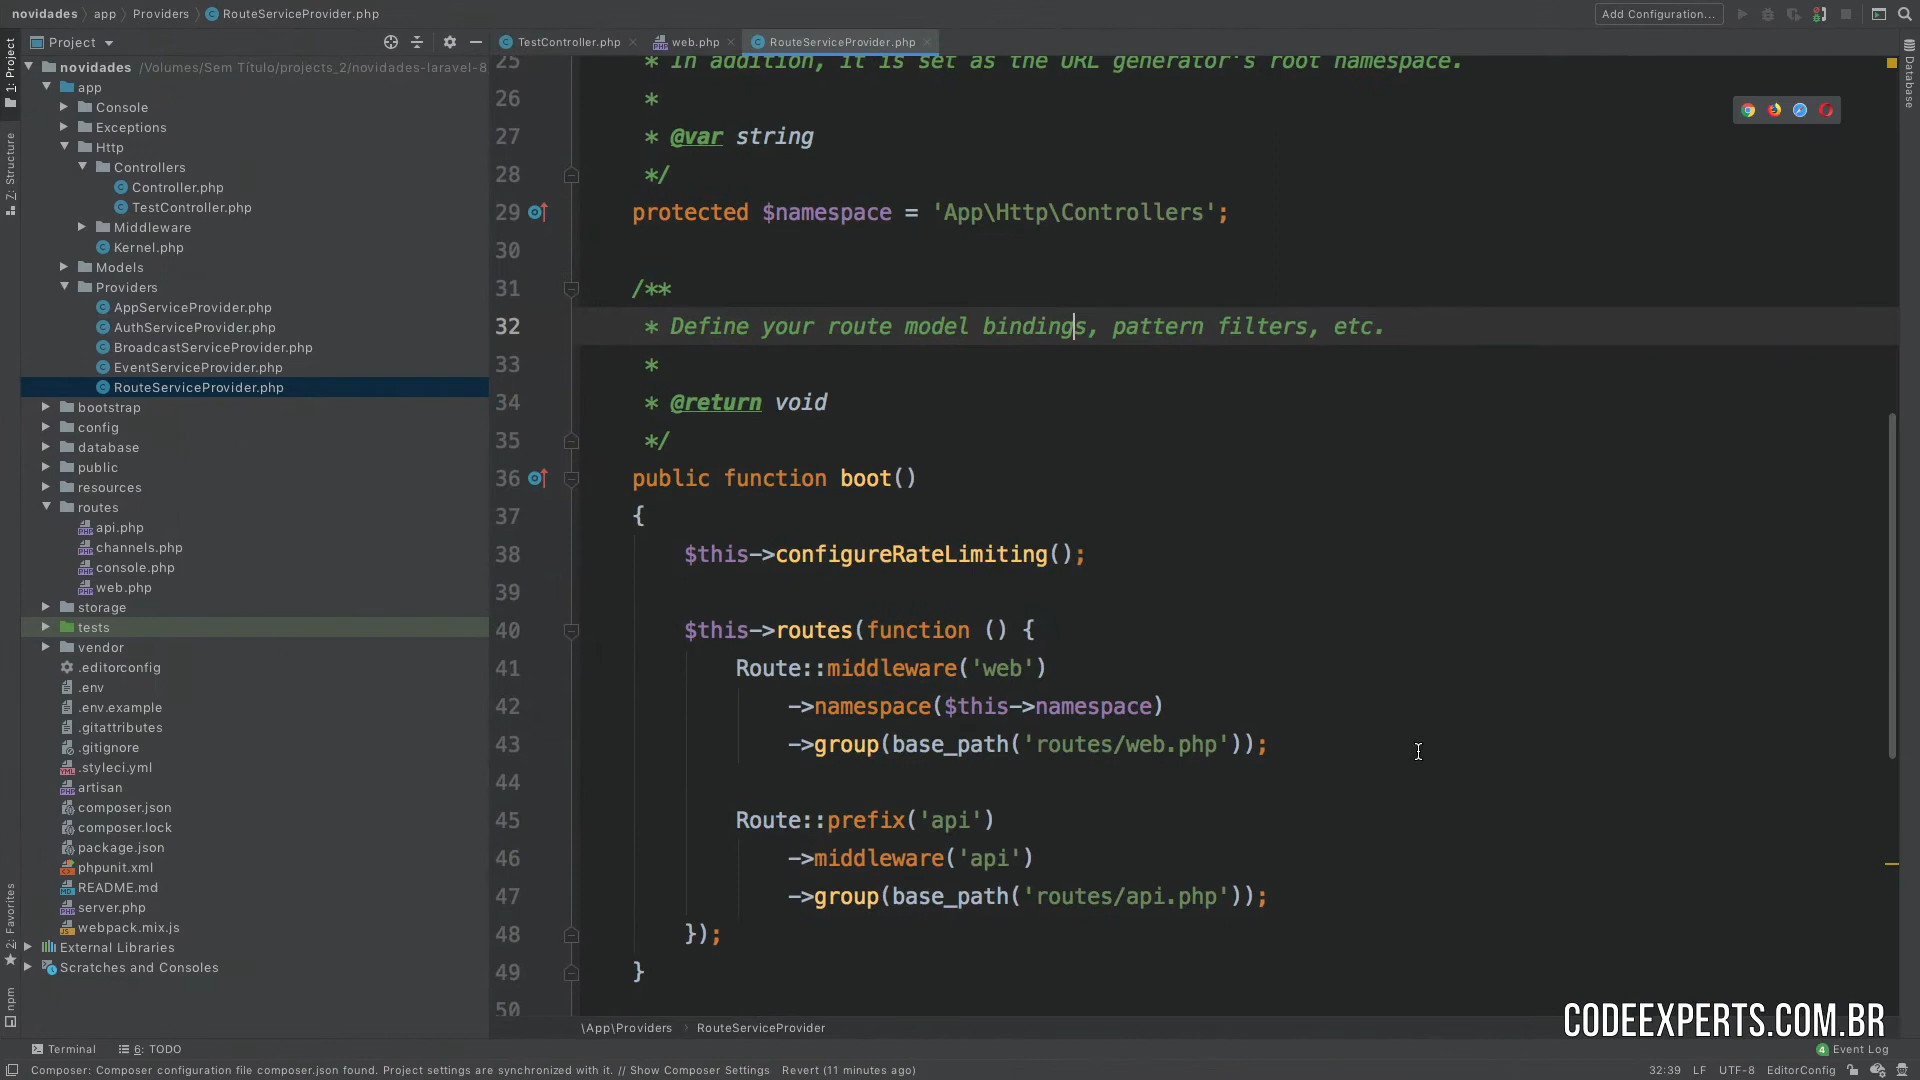 novidades app Providers RouteServiceProvider.php
Add Configuration...
Project
TestController.php
web.php
RouteServiceProvider.php
1: Project
Z: Structure
2: Favorites
npm
Database
novidades /Volumes/Sem Título/projects_2/novidades-laravel-8
app
Console
Exceptions
Http
Controllers
Controller.php
TestController.php
Middleware
Kernel.php
Models
Providers
AppServiceProvider.php
AuthServiceProvider.php
BroadcastServiceProvider.php
EventServiceProvider.php
RouteServiceProvider.php
bootstrap
config
database
public
resources
routes
api.php
channels.php
console.php
web.php
storage
tests
vendor
.editorconfig
.env
.env.example
.gitattributes
.gitignore
.styleci.yml
artisan
composer.json
composer.lock
package.json
phpunit.xml
README.md
server.php
webpack.mix.js
External Libraries
Scratches and Consoles
25 * In addition, it is set as the URL generator's root namespace.
26 *
27 * @var string
28 */
29 protected $namespace = 'App\Http\Controllers';
30
31 /**
32 * Define your route model bindings, pattern filters, etc.
33 *
34 * @return void
35 */
36 public function boot()
37 {
38 $this->configureRateLimiting();
39
40 $this->routes(function () {
41 Route::middleware('web')
42 ->namespace($this->namespace)
43 ->group(base_path('routes/web.php'));
44
45 Route::prefix('api')
46 ->middleware('api')
47 ->group(base_path('routes/api.php'));
48 });
49 }
50
\App\Providers RouteServiceProvider
CODEEXPERTS.COM.BR
Terminal
6: TODO
4 Event Log
Composer: Composer configuration file composer.json found. Project settings are synchronized with it. // Show Composer Settings Revert (11 minutes ago)
32:39 LF UTF-8 EditorConfig